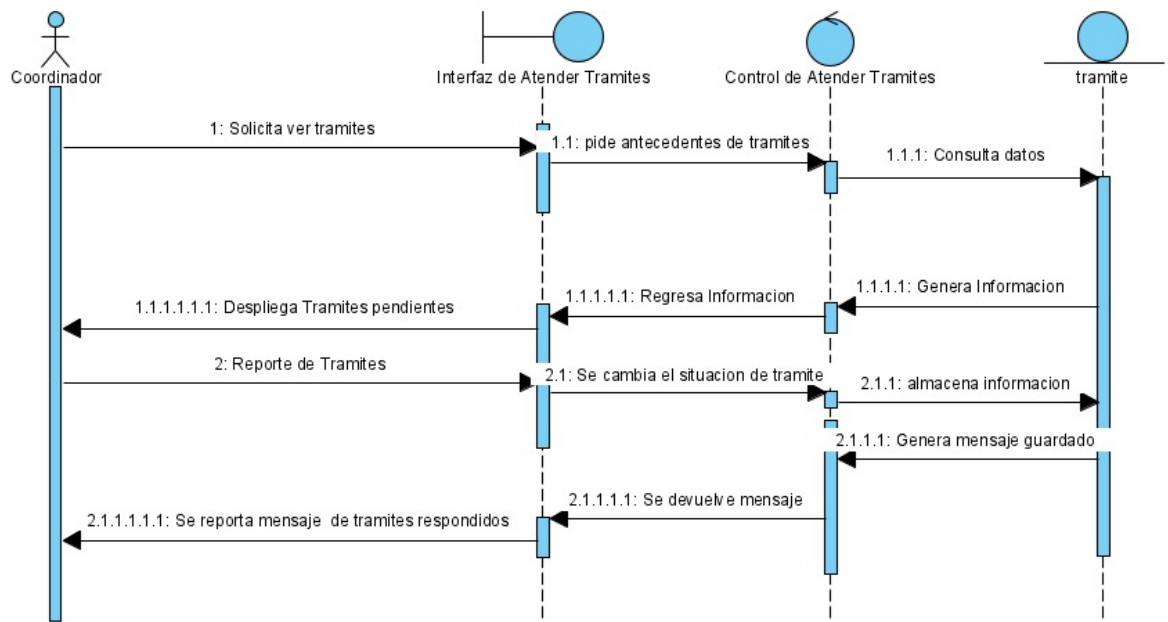 Coordinador
Interfaz de Atender Tramites
Control de Atender Tramites
tramite
1: Solicita ver tramites
1.1: pide antecedentes de tramites
1.1.1: Consulta datos
1.1.1.1: Genera Informacion
1.1.1.1.1: Regresa Informacion
1.1.1.1.1.1: Despliega Tramites pendientes
2: Reporte de Tramites
2.1: Se cambia el situacion de tramite
2.1.1: almacena informacion
2.1.1.1: Genera mensaje guardado
2.1.1.1.1: Se devuelve mensaje
2.1.1.1.1.1: Se reporta mensaje de tramites respondidos